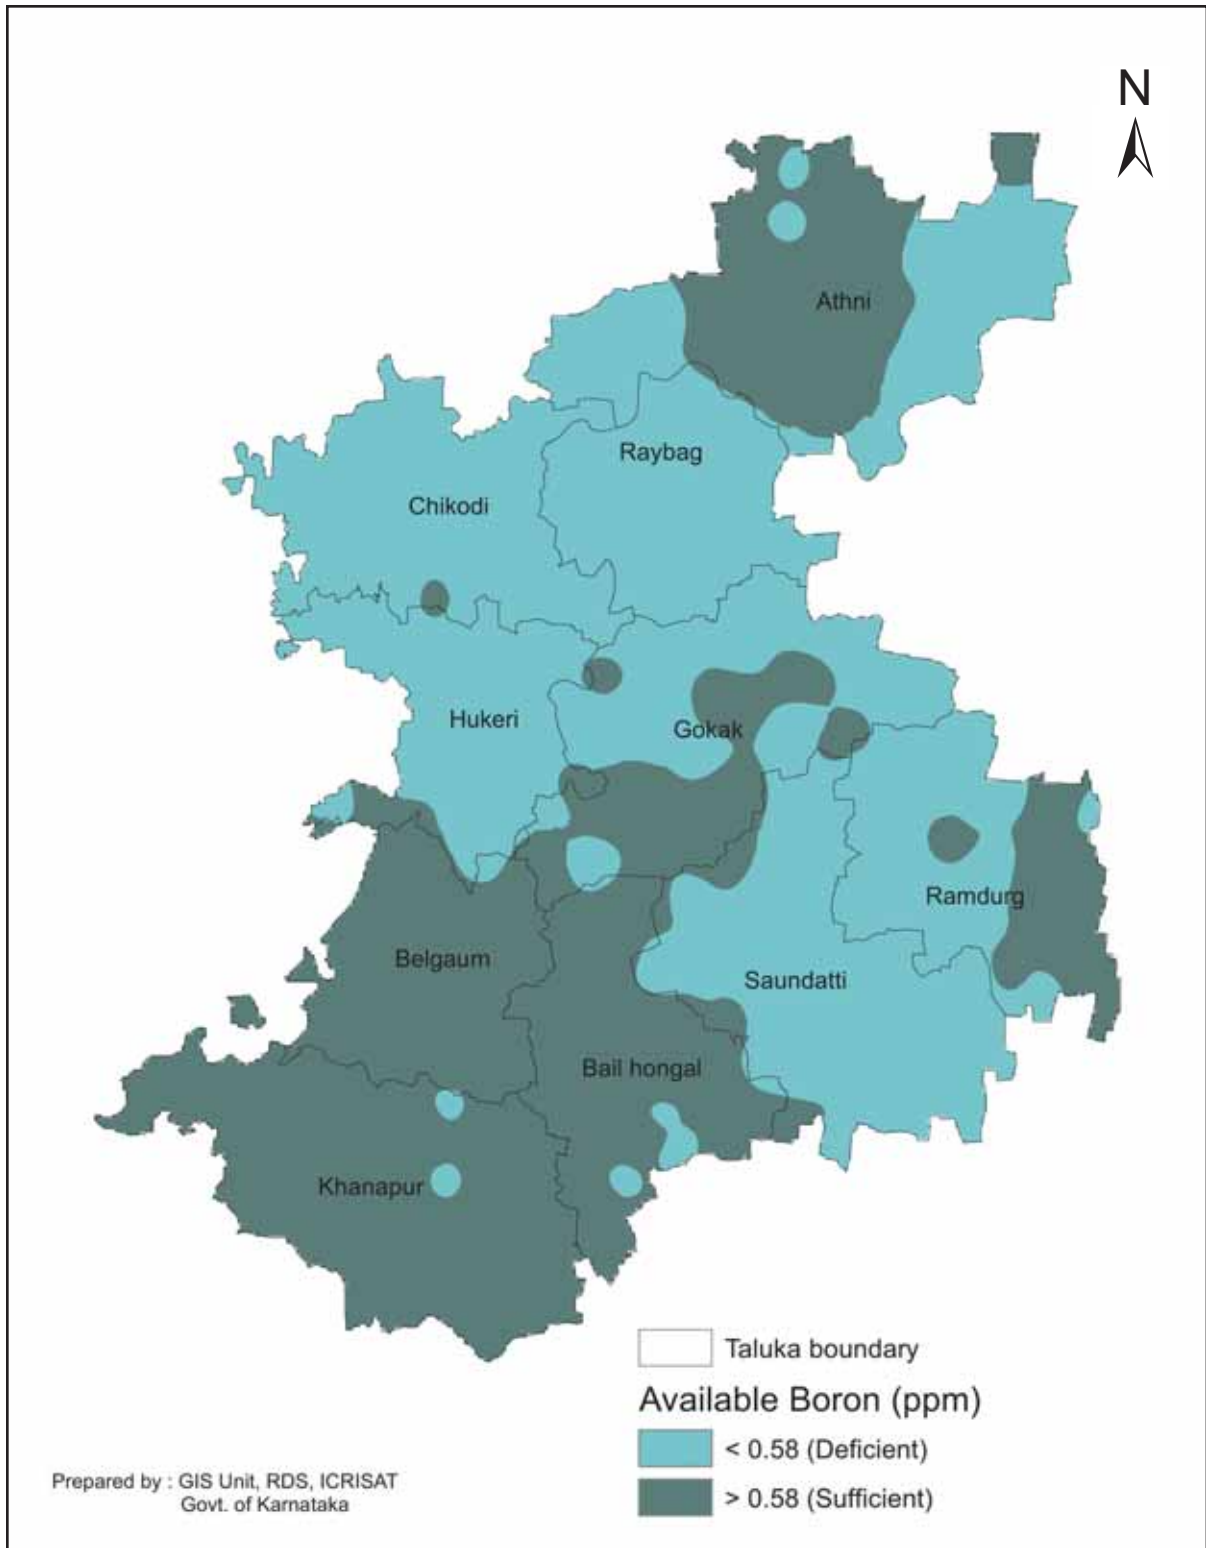 N
Athni
Raybag
Chikodi
Hukeri
Gokak
Ramdurg
Belgaum
Saundatti
Bail hongal
Khanapur
Taluka boundary
Available Boron (ppm)
< 0.58 (Deficient)
> 0.58 (Sufficient)
Prepared by : GIS Unit, RDS, ICRISAT
Govt. of Karnataka